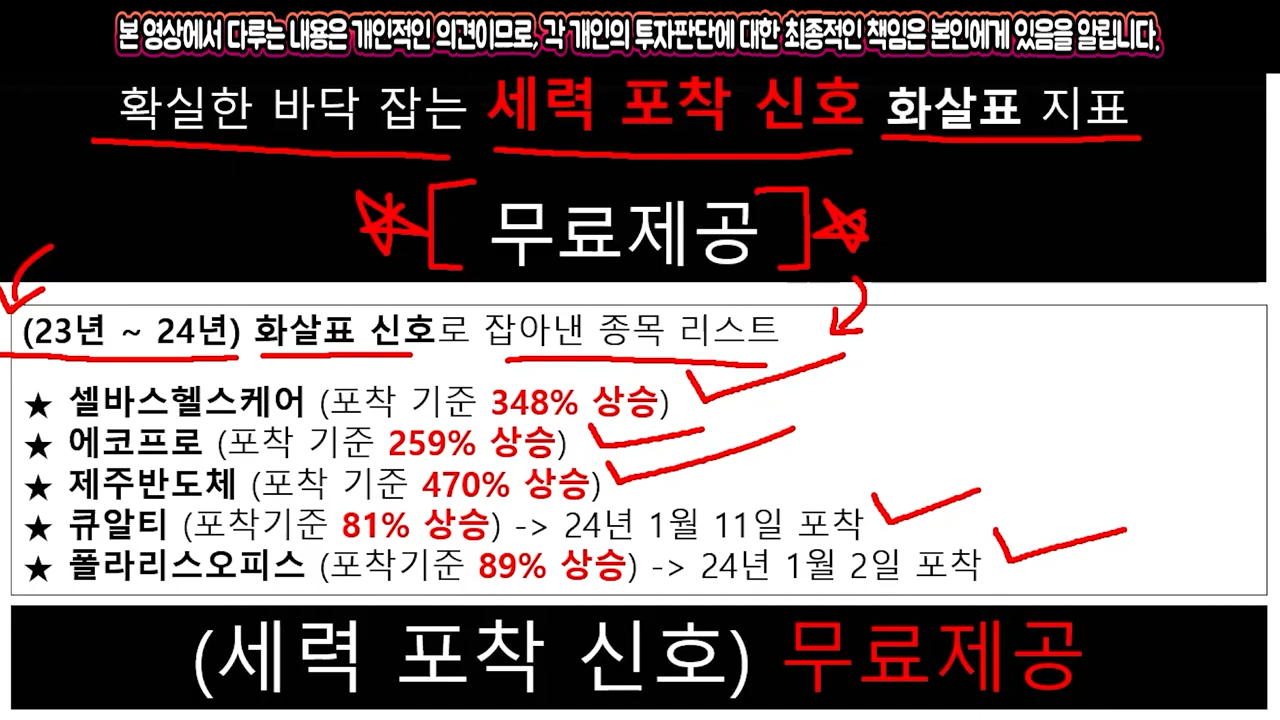 본 영상에서 다루는 내용은 개인적인 의견이므로, 각 개인의 투자판단에 대한 최종적인 책임은 본인에게 있음을 알립니다.
확실한 바닥 잡는 세력 포착 신호 화살표 지표
[ 무료제공 ]
(23년 ~ 24년) 화살표 신호로 잡아낸 종목 리스트
★ 셀바스헬스케어 (포착 기준 348% 상승)
★ 에코프로 (포착 기준 259% 상승)
★ 제주반도체 (포착 기준 470% 상승)
★ 큐알티 (포착기준 81% 상승) -> 24년 1월 11일 포착
★ 폴라리스오피스 (포착기준 89% 상승) -> 24년 1월 2일 포착
(세력 포착 신호) 무료제공